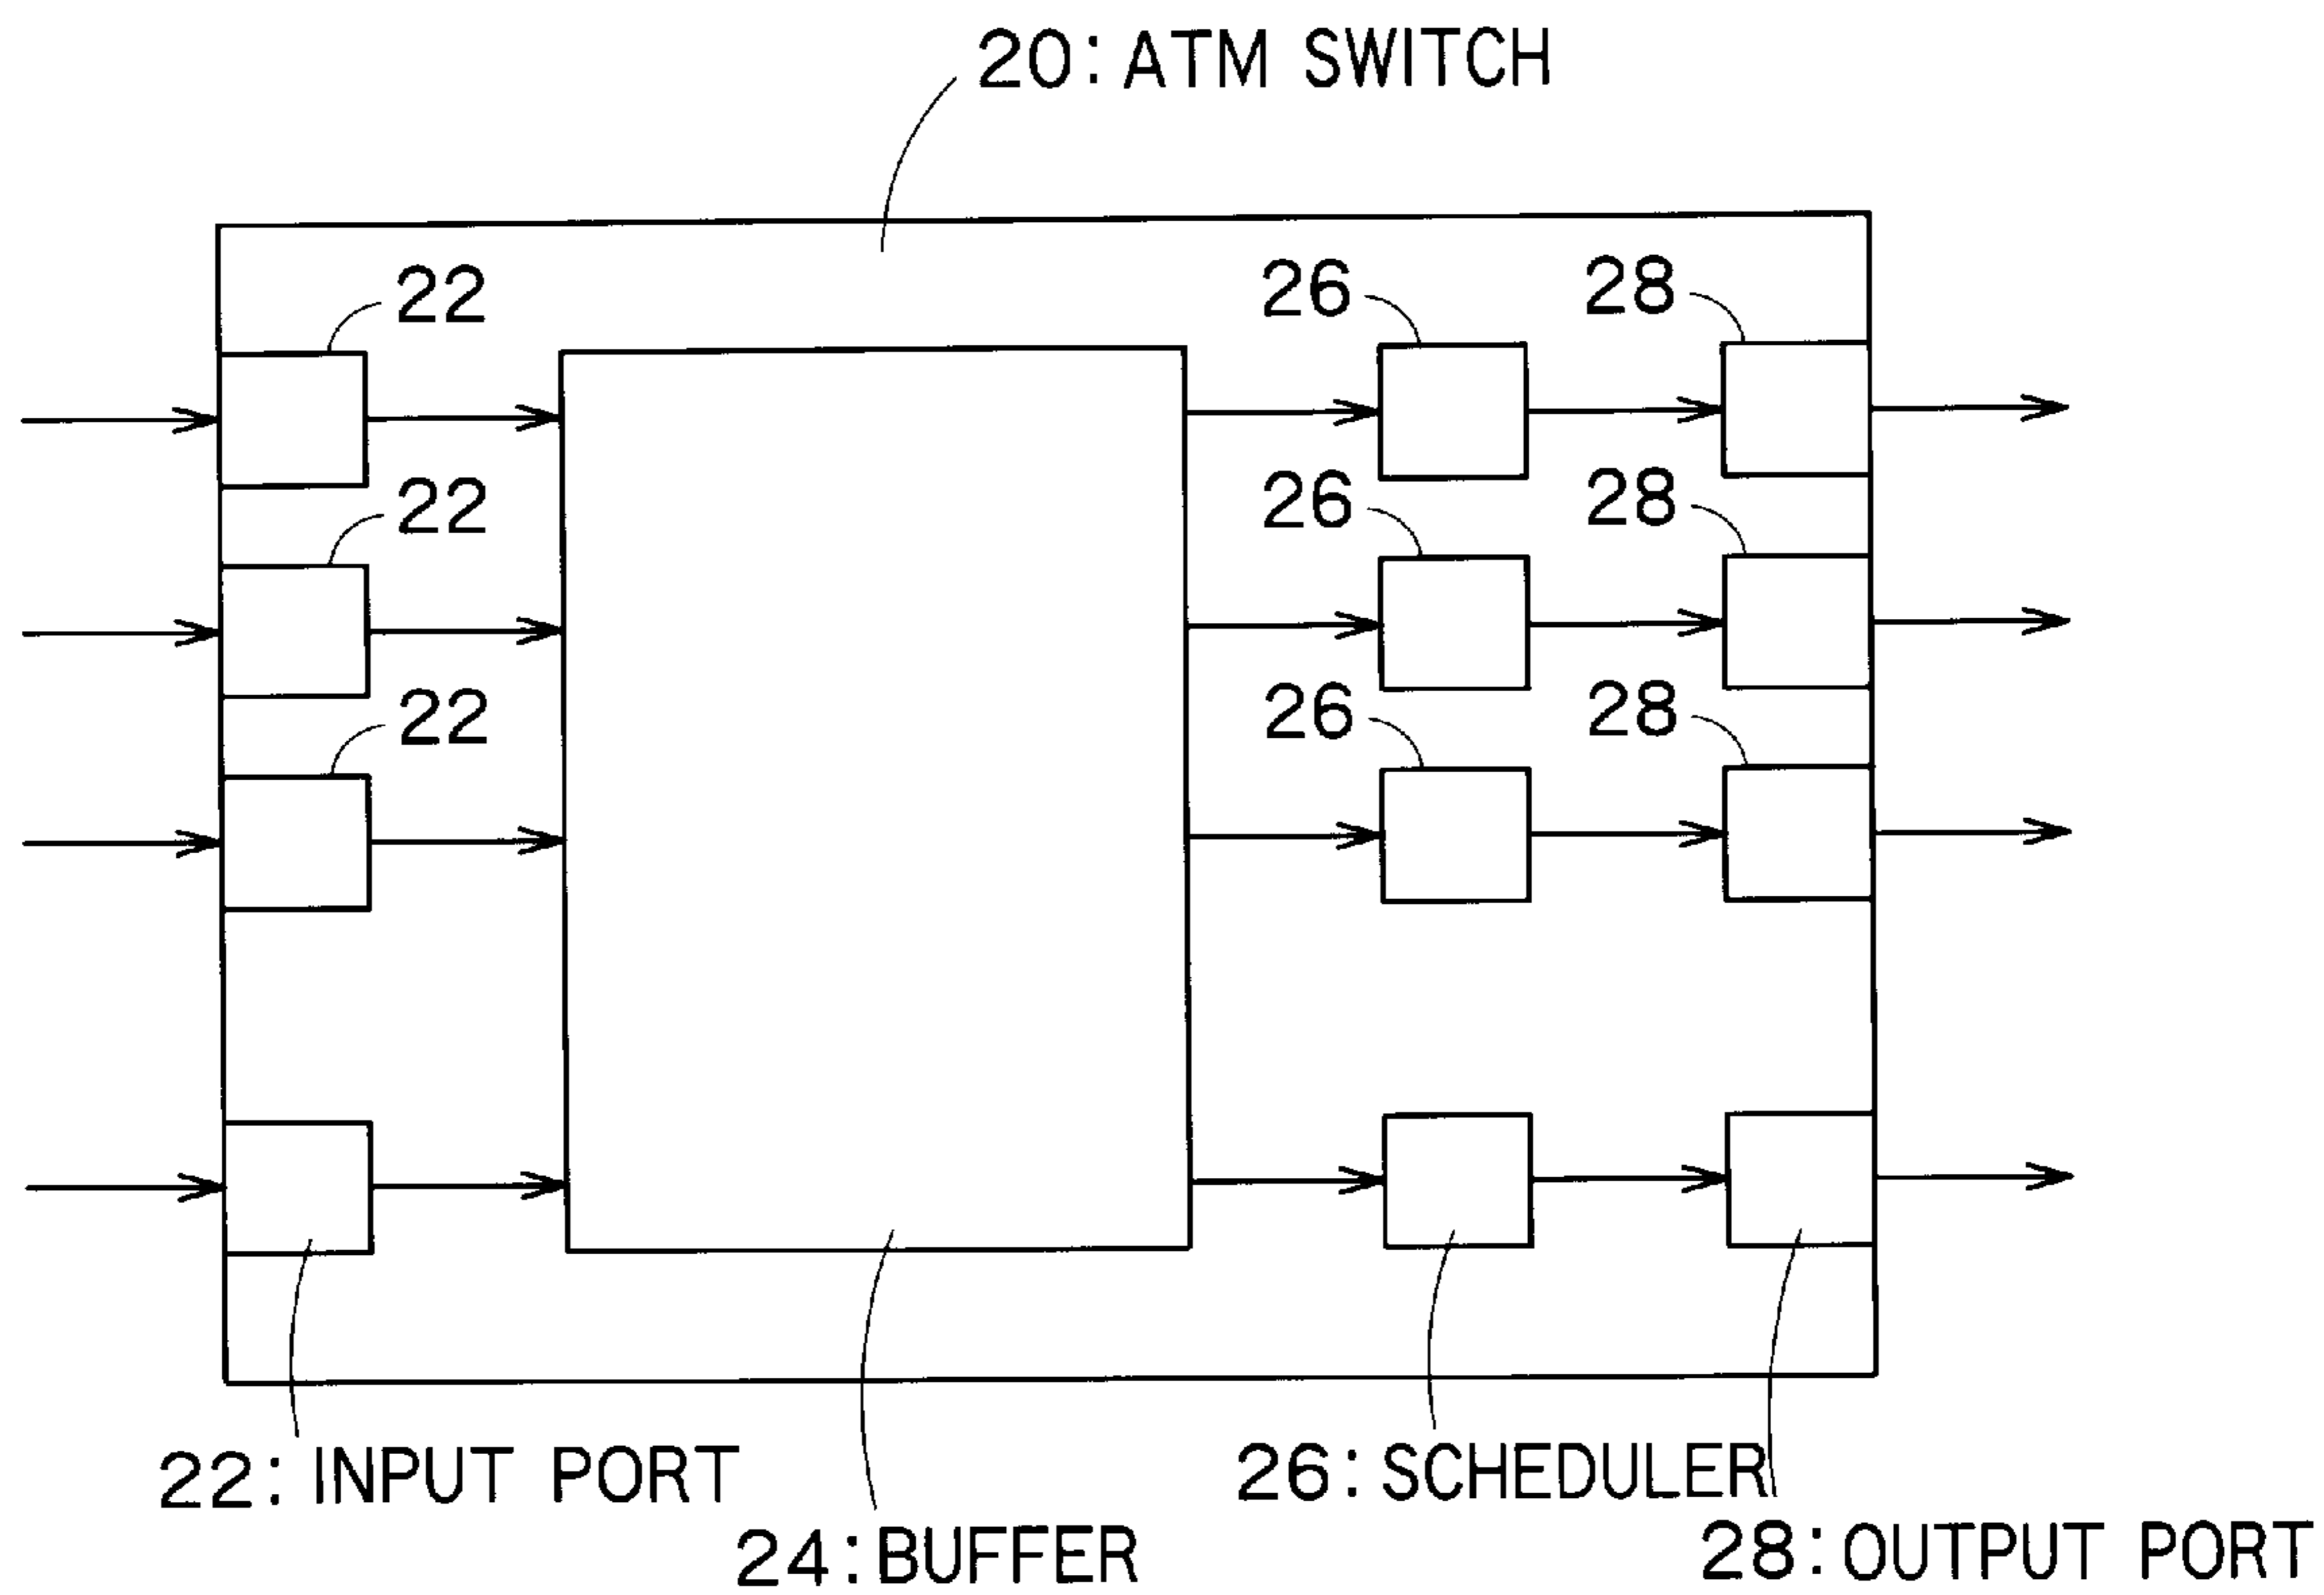 20: ATM SWITCH
22 26 28
22 26 28
22 26 28
22: INPUT PORT 26: SCHEDULER
24: BUFFER 28: OUTPUT PORT